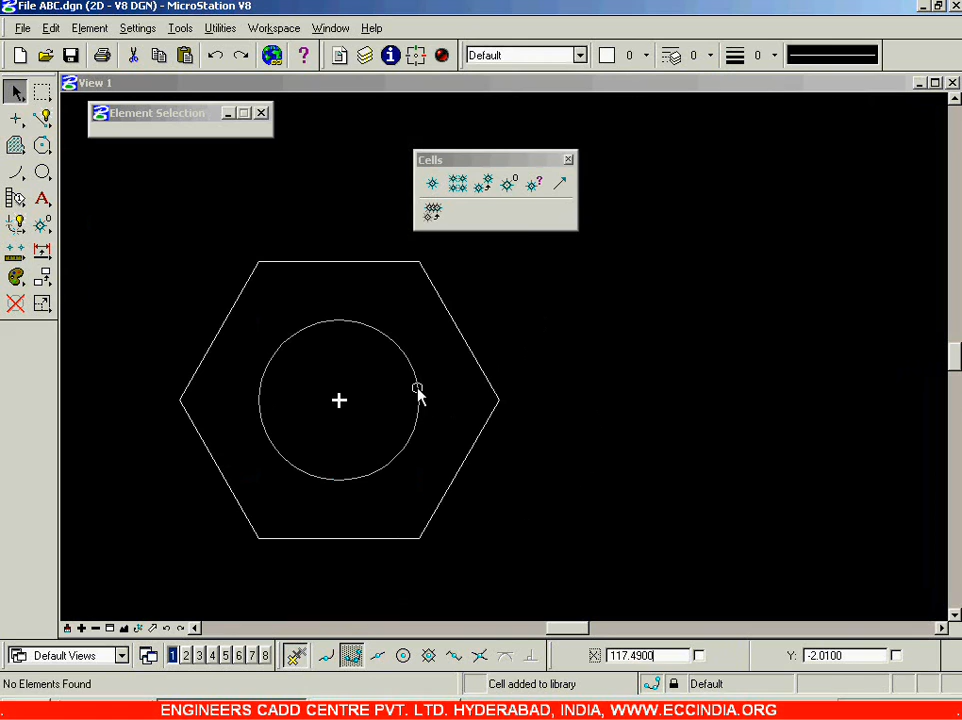 File ABC.dgn (2D - V8 DGN) - MicroStation V8
File Edit Element Settings Tools Utilities Workspace Window Help
Default 0 0 0
View 1
Element Selection
Cells
Default Views 1 2 3 4 5 6 7 8 117.4900 Y: -2.0100
No Elements Found Cell added to library Default
ENGINEERS CADD CENTRE PVT. LTD. HYDERABAD, INDIA, WWW.ECCINDIA.ORG